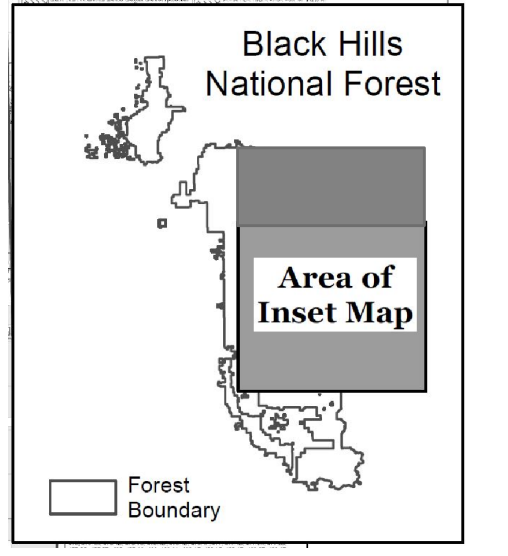 Black Hills
National Forest
Area of
Inset Map
Forest
Boundary